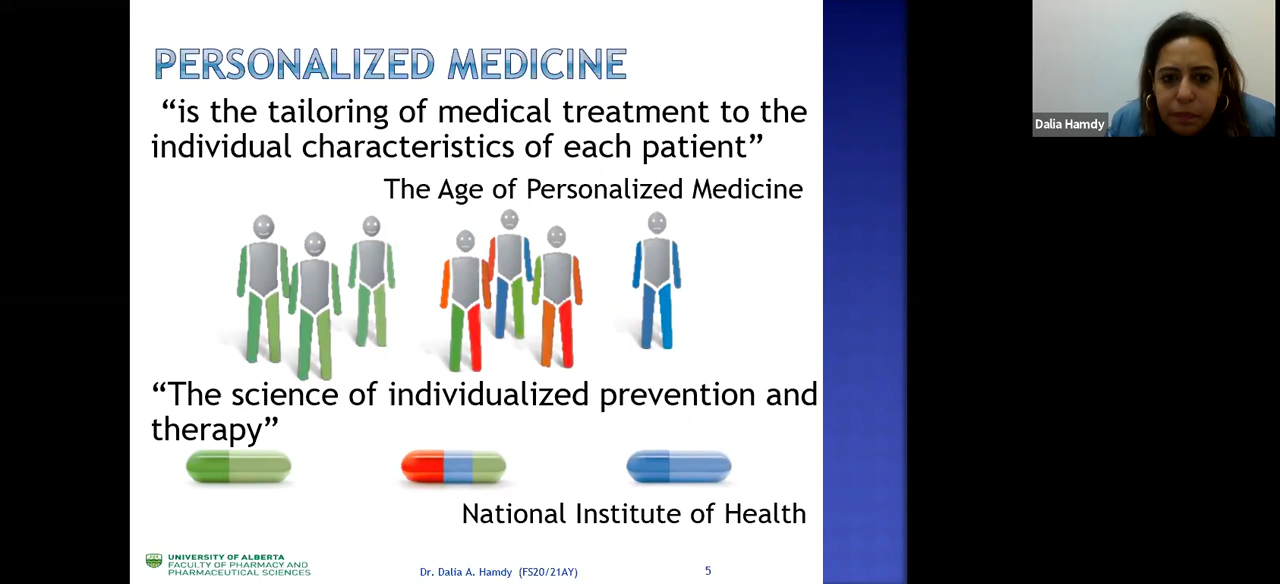 PERSONALIZED MEDICINE
“is the tailoring of medical treatment to the
individual characteristics of each patient”
The Age of Personalized Medicine
“The science of individualized prevention and
therapy”
National Institute of Health
UNIVERSITY OF ALBERTA
FACULTY OF PHARMACY AND
PHARMACEUTICAL SCIENCES
Dr. Dalia A. Hamdy (FS20/21AY)
5
Dalia Hamdy